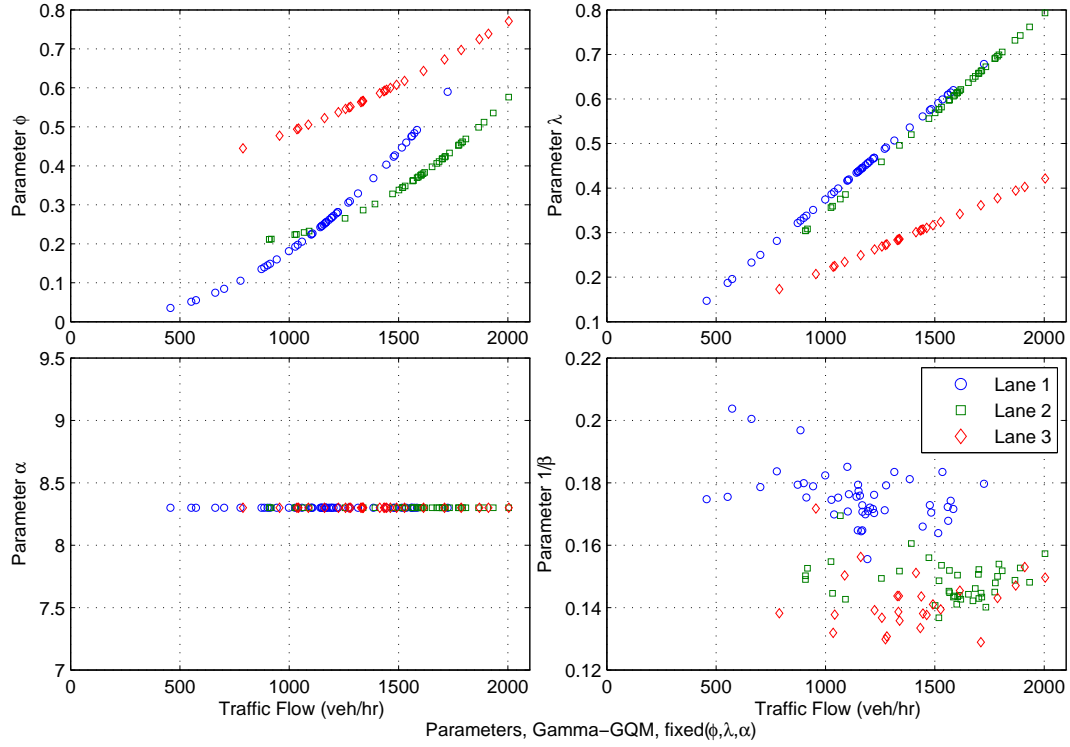 0.8
0.7
0.6
0.5
0.4
0.3
0.2
0.1
0
Parameter ϕ
0 500 1000 1500 2000
0.8
0.7
0.6
0.5
0.4
0.3
0.2
0.1
Parameter λ
0 500 1000 1500 2000
9.5
9
8.5
8
7.5
7
Parameter α
0 500 1000 1500 2000
Traffic Flow (veh/hr)
0.22
0.2
0.18
0.16
0.14
0.12
Parameter 1/β
Lane 1
Lane 2
Lane 3
0 500 1000 1500 2000
Traffic Flow (veh/hr)
Parameters, Gamma−GQM, fixed(ϕ,λ,α)